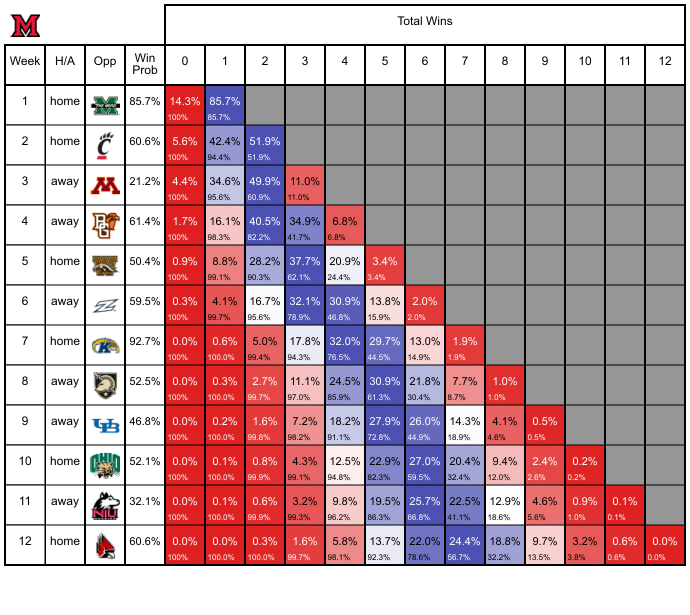 M
Total Wins
Week H/A Opp Win Prob 0 1 2 3 4 5 6 7 8 9 10 11 12
1 home 85.7% 14.3% 85.7%
100% 85.7%
2 home C 60.6% 5.6% 42.4% 51.9%
100% 94.4% 51.9%
3 away M 21.2% 4.4% 34.6% 49.9% 11.0%
100% 95.6% 60.9% 11.0%
4 away BG 61.4% 1.7% 16.1% 40.5% 34.9% 6.8%
100% 98.3% 82.2% 41.7% 6.8%
5 home 50.4% 0.9% 8.8% 28.2% 37.7% 20.9% 3.4%
100% 99.1% 90.3% 62.1% 24.4% 3.4%
6 away 59.5% 0.3% 4.1% 16.7% 32.1% 30.9% 13.8% 2.0%
100% 99.7% 95.6% 78.9% 46.8% 15.9% 2.0%
7 home K 92.7% 0.0% 0.6% 5.0% 17.8% 32.0% 29.7% 13.0% 1.9%
100% 100.0% 99.4% 94.3% 76.5% 44.5% 14.9% 1.9%
8 away 52.5% 0.0% 0.3% 2.7% 11.1% 24.5% 30.9% 21.8% 7.7% 1.0%
100% 100.0% 99.7% 97.0% 85.9% 61.3% 30.4% 8.7% 1.0%
9 away UB 46.8% 0.0% 0.2% 1.6% 7.2% 18.2% 27.9% 26.0% 14.3% 4.1% 0.5%
100% 100.0% 99.8% 98.2% 91.1% 72.8% 44.9% 18.9% 4.6% 0.5%
10 home OHIO 52.1% 0.0% 0.1% 0.8% 4.3% 12.5% 22.9% 27.0% 20.4% 9.4% 2.4% 0.2%
100% 100.0% 99.9% 99.1% 94.8% 82.3% 59.5% 32.4% 12.0% 2.6% 0.2%
11 away NIU 32.1% 0.0% 0.1% 0.6% 3.2% 9.8% 19.5% 25.7% 22.5% 12.9% 4.6% 0.9% 0.1%
100% 100.0% 99.9% 99.3% 96.2% 86.3% 66.8% 41.1% 18.6% 5.6% 1.0% 0.1%
12 home 60.6% 0.0% 0.0% 0.3% 1.6% 5.8% 13.7% 22.0% 24.4% 18.8% 9.7% 3.2% 0.6% 0.0%
100% 100.0% 100.0% 99.7% 98.1% 92.3% 78.6% 56.7% 32.2% 13.5% 3.8% 0.6% 0.0%